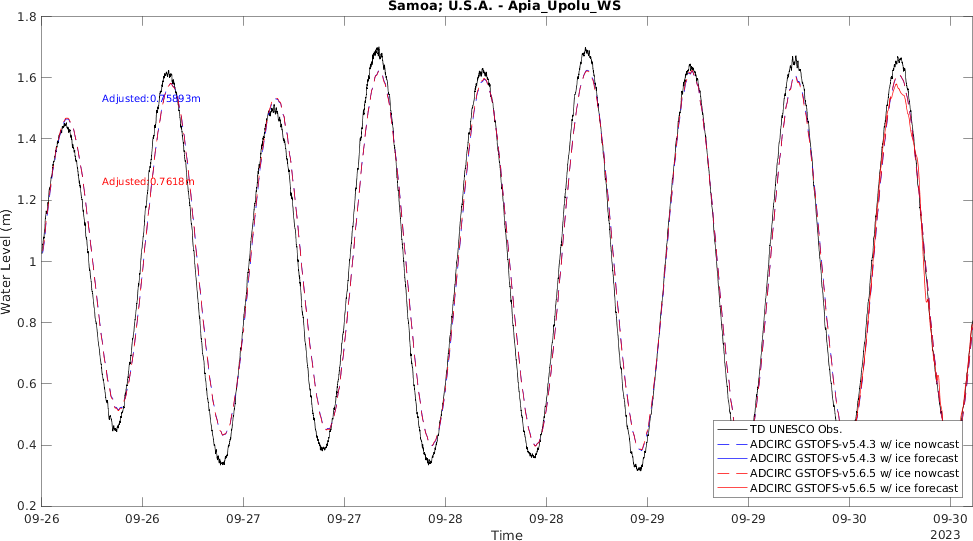 Samoa; U.S.A. - Apia_Upolu_WS
1.8
1.6
1.4
1.2
1
0.8
0.6
0.4
0.2
Water Level (m)
Adjusted:0.75893m
Adjusted:0.7618m
TD UNESCO Obs.
ADCIRC GSTOFS-v5.4.3 w/ ice nowcast
ADCIRC GSTOFS-v5.4.3 w/ ice forecast
ADCIRC GSTOFS-v5.6.5 w/ ice nowcast
ADCIRC GSTOFS-v5.6.5 w/ ice forecast
09-26 09-26 09-27 09-27 09-28 09-28 09-29 09-29 09-30 09-30
2023
Time